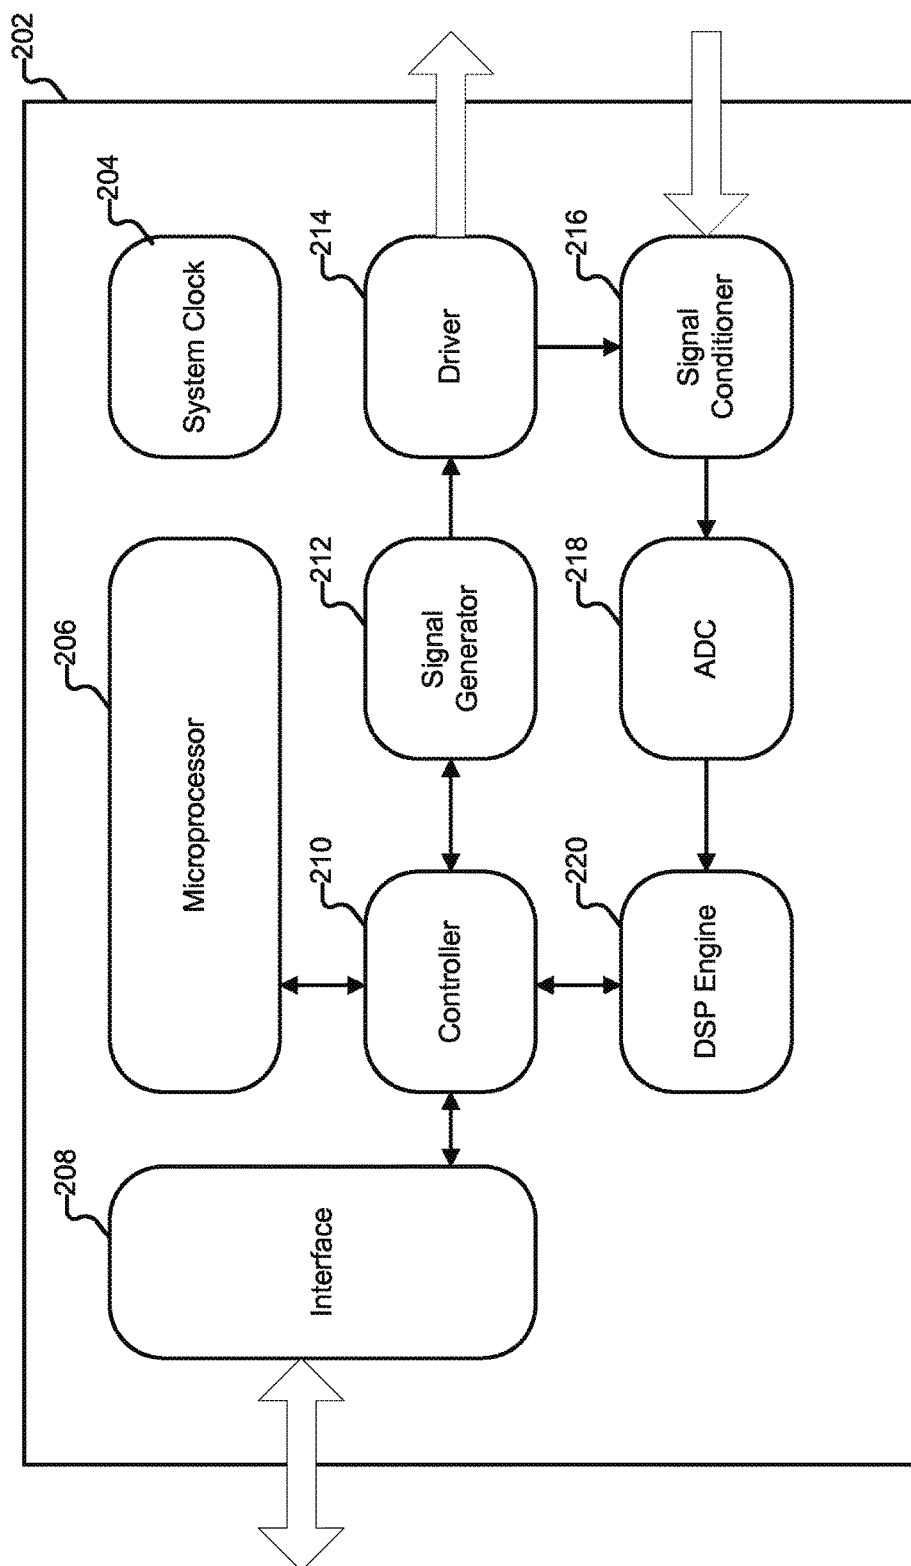 202
204
System Clock
206
Microprocessor
208
Interface
210
Controller
212
Signal
Generator
214
Driver
216
Signal
Conditioner
218
ADC
220
DSP Engine